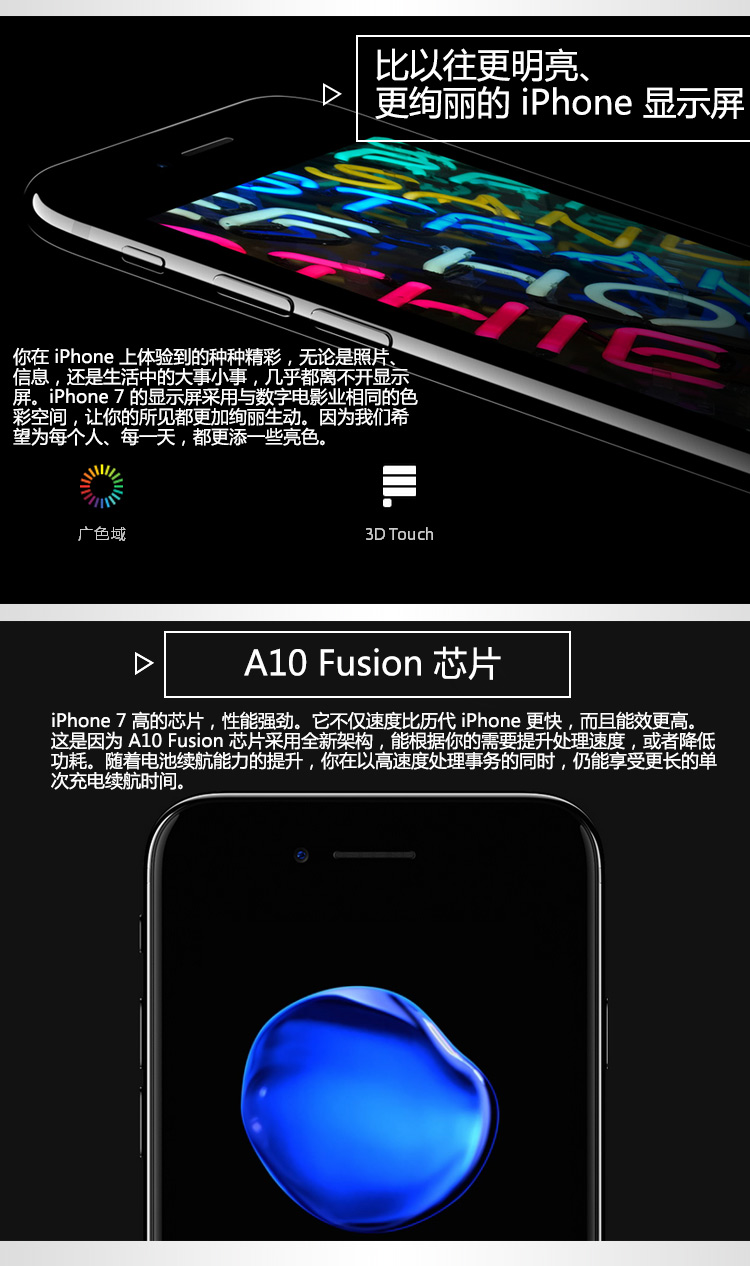 比以往更明亮、
更绚丽的 iPhone 显示屏
你在 iPhone 上体验到的种种精彩，无论是照片、
信息，还是生活中的大事小事，几乎都离不开显示
屏。iPhone 7 的显示屏采用与数字电影业相同的色
彩空间，让你的所见都更加绚丽生动。因为我们希
望为每个人、每一天，都更添一些亮色。
广色域
3D Touch
A10 Fusion 芯片
iPhone 7 高的芯片，性能强劲。它不仅速度比历代 iPhone 更快，而且能效更高。
这是因为 A10 Fusion 芯片采用全新架构，能根据你的需要提升处理速度，或者降低
功耗。随着电池续航能力的提升，你在以高速度处理事务的同时，仍能享受更长的单
次充电续航时间。